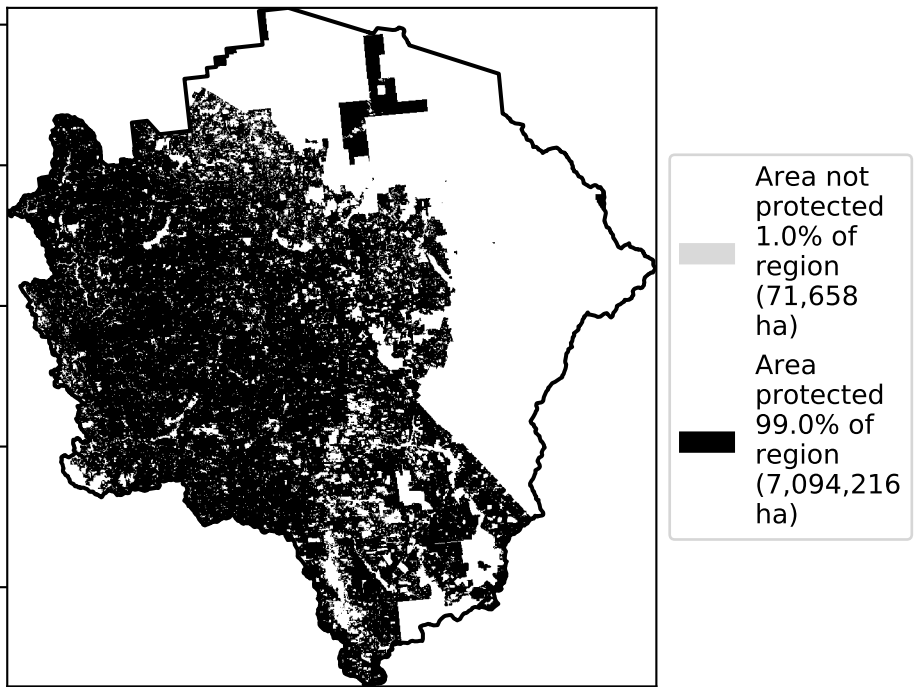 Area not
protected
1.0% of
region
(71,658
ha)
Area
protected
99.0% of
region
(7,094,216
ha)